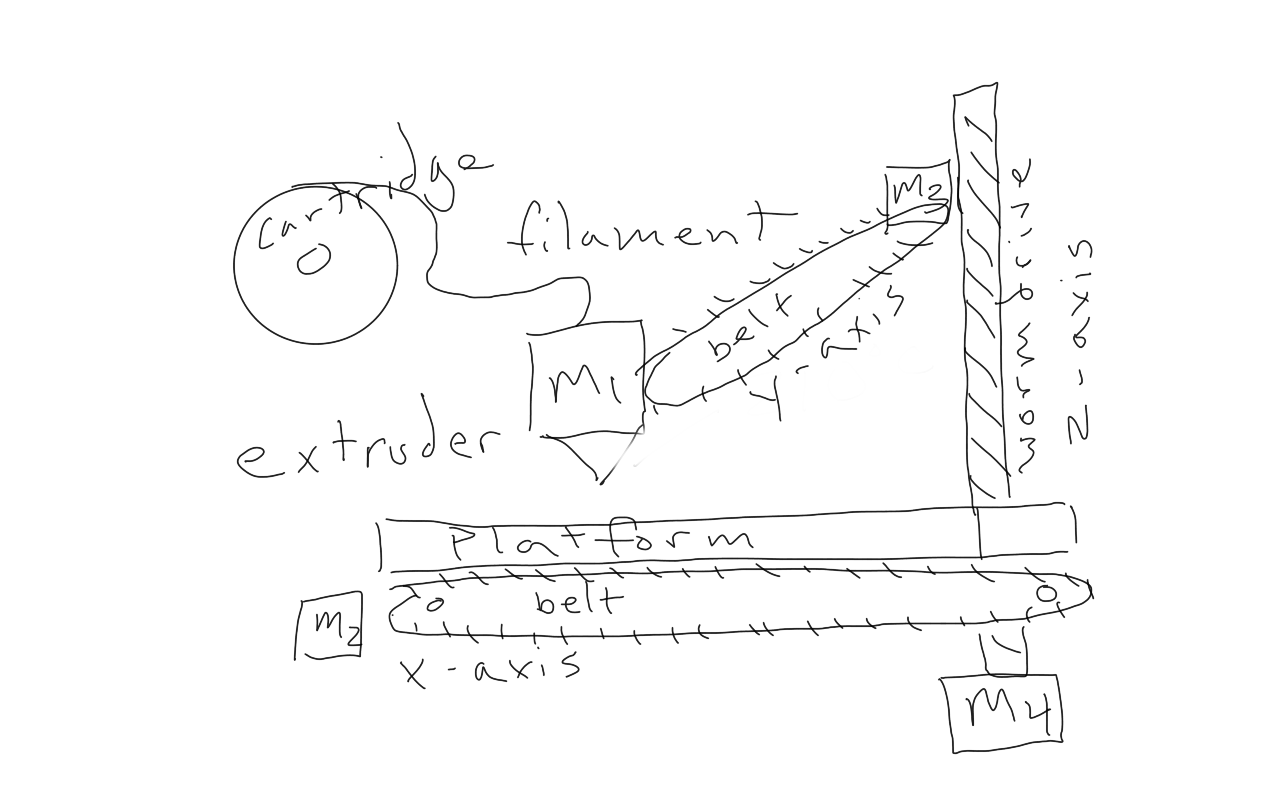 cartridge
filament
M3
belt
y-axis
worm drive
z-axis
M1
extruder
Platform
belt
M2
x-axis
M4